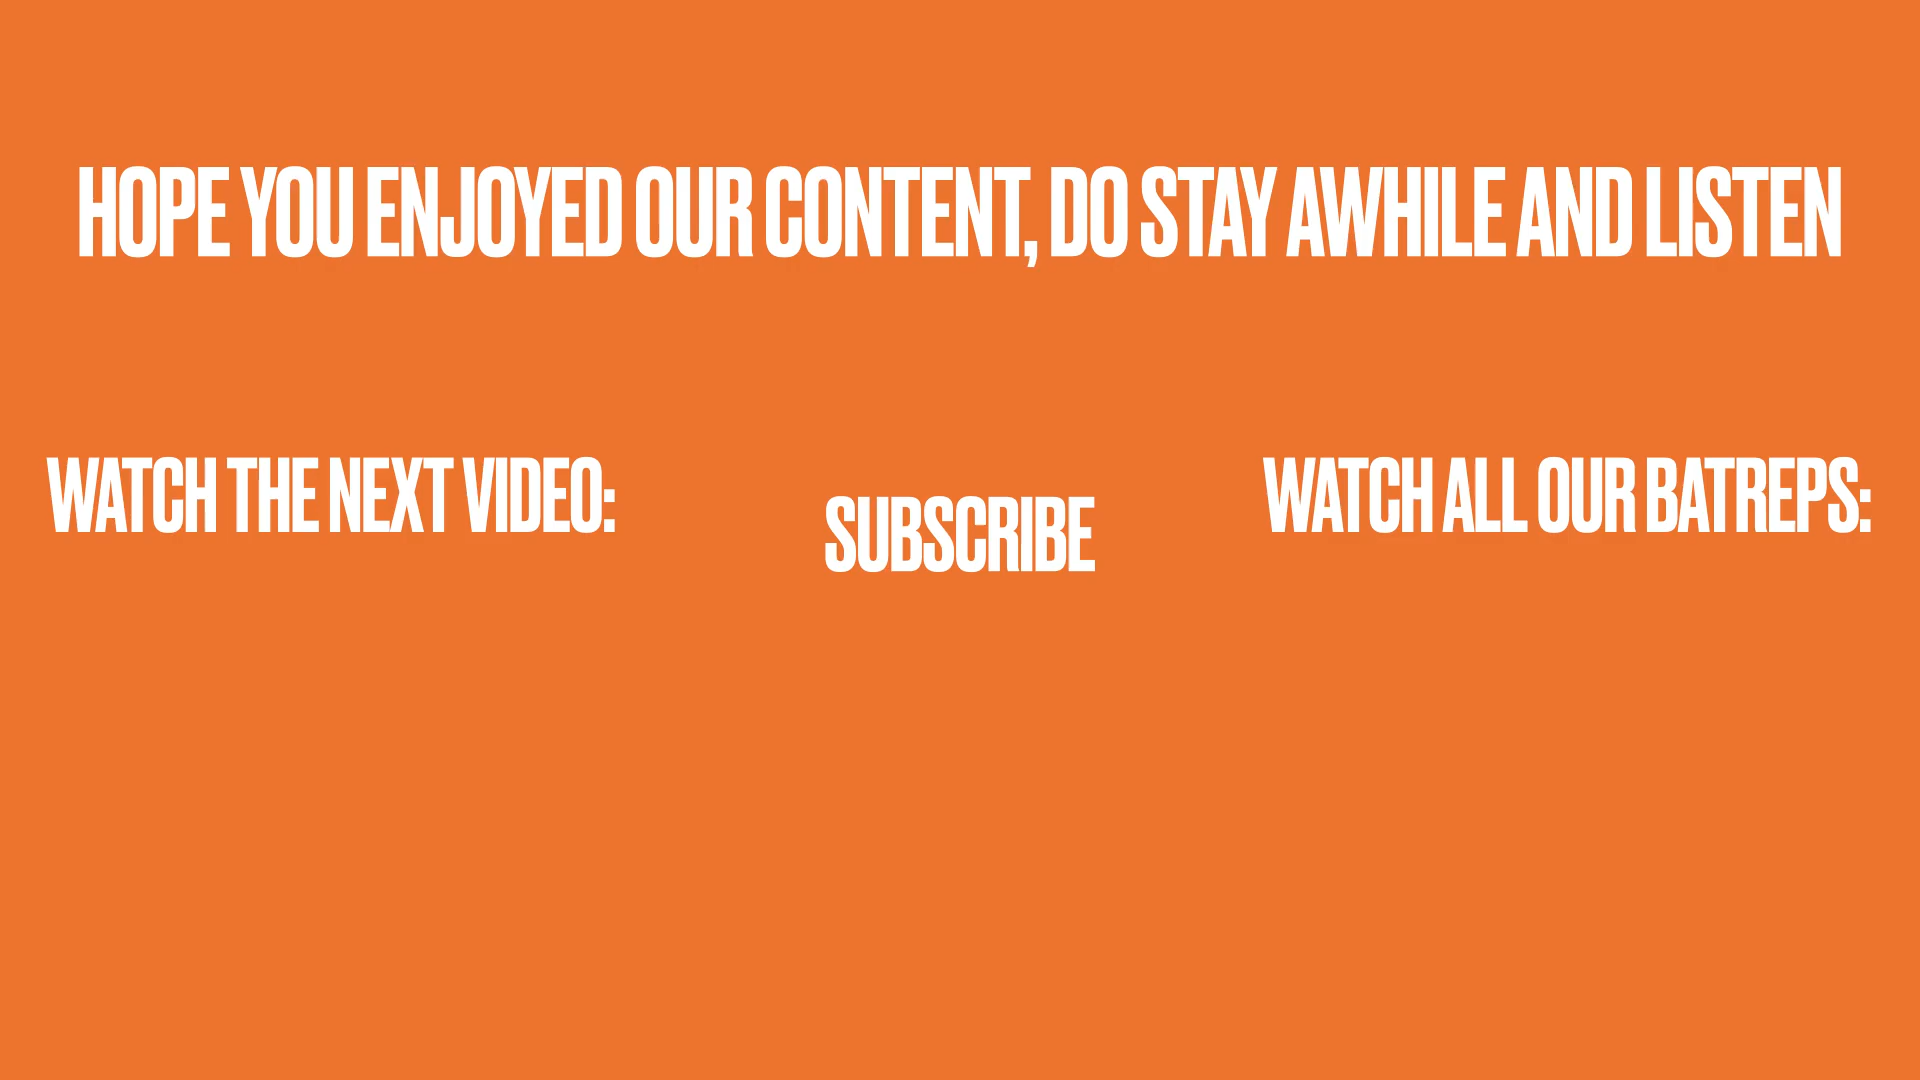 HOPE YOU ENJOYED OUR CONTENT, DO STAY AWHILE AND LISTEN
WATCH THE NEXT VIDEO:
SUBSCRIBE
WATCH ALL OUR BATREPS: